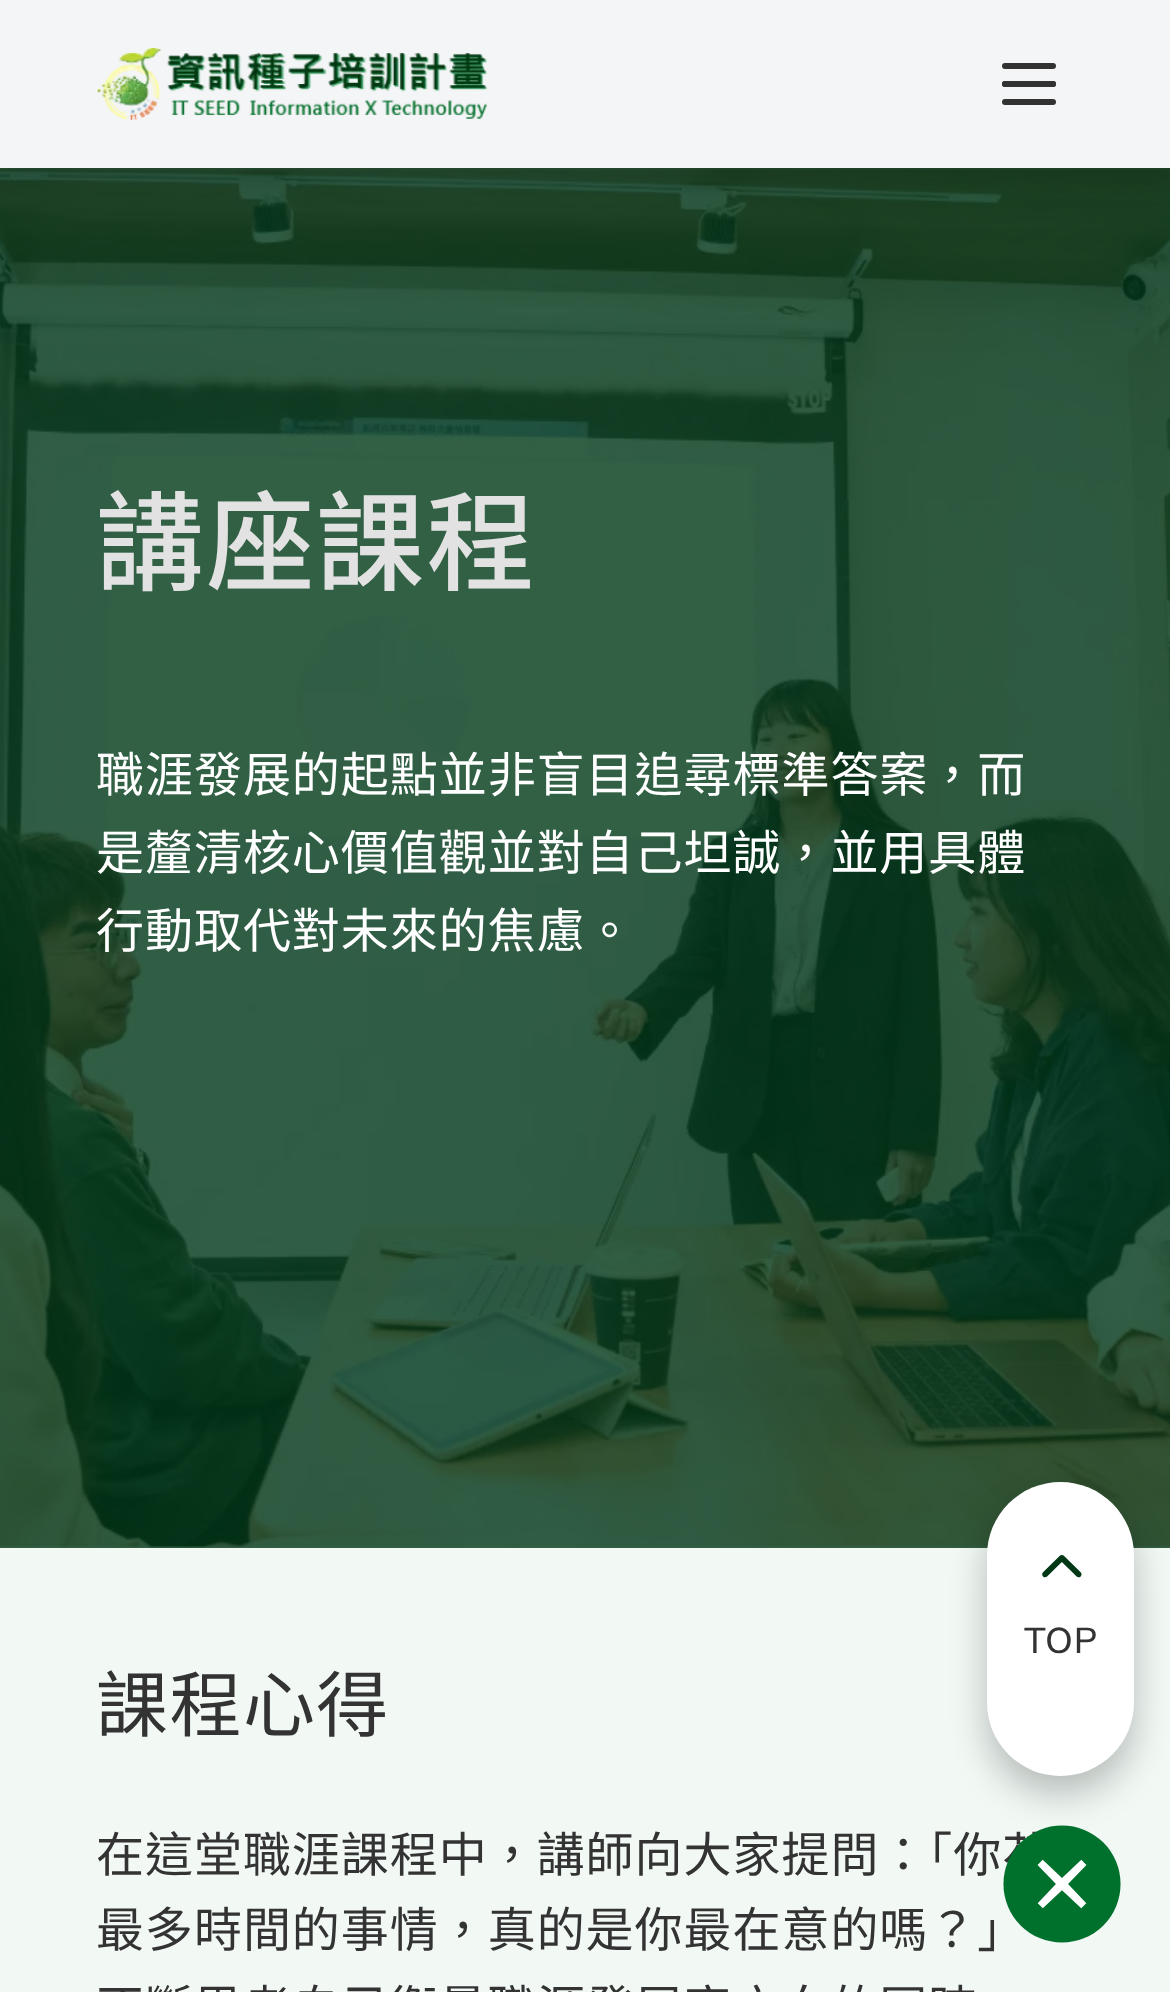 資訊種子培訓計畫
IT SEED Information X Technology
STOP
講座課程
職涯發展的起點並非盲目追尋標準答案，而
是釐清核心價值觀並對自己坦誠，並用具體
行動取代對未來的焦慮。
TOP
課程心得
在這堂職涯課程中，講師向大家提問：「你
最多時間的事情，真的是你最在意的嗎？」